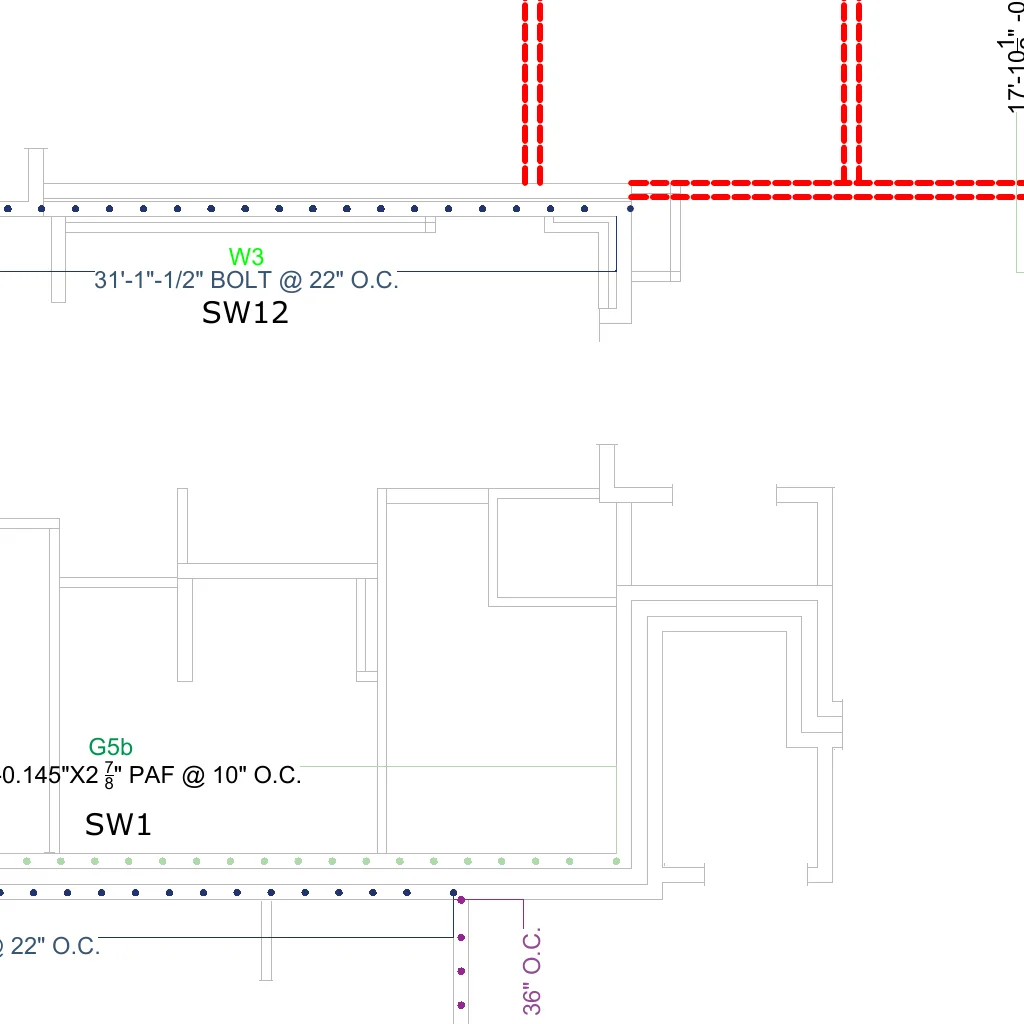 17'-10
W3
31'-1"-1/2" BOLT @ 22" O.C.
SW12
G5b
-0.145"X2 7/8" PAF @ 10" O.C.
SW1
@ 22" O.C.
36" O.C.